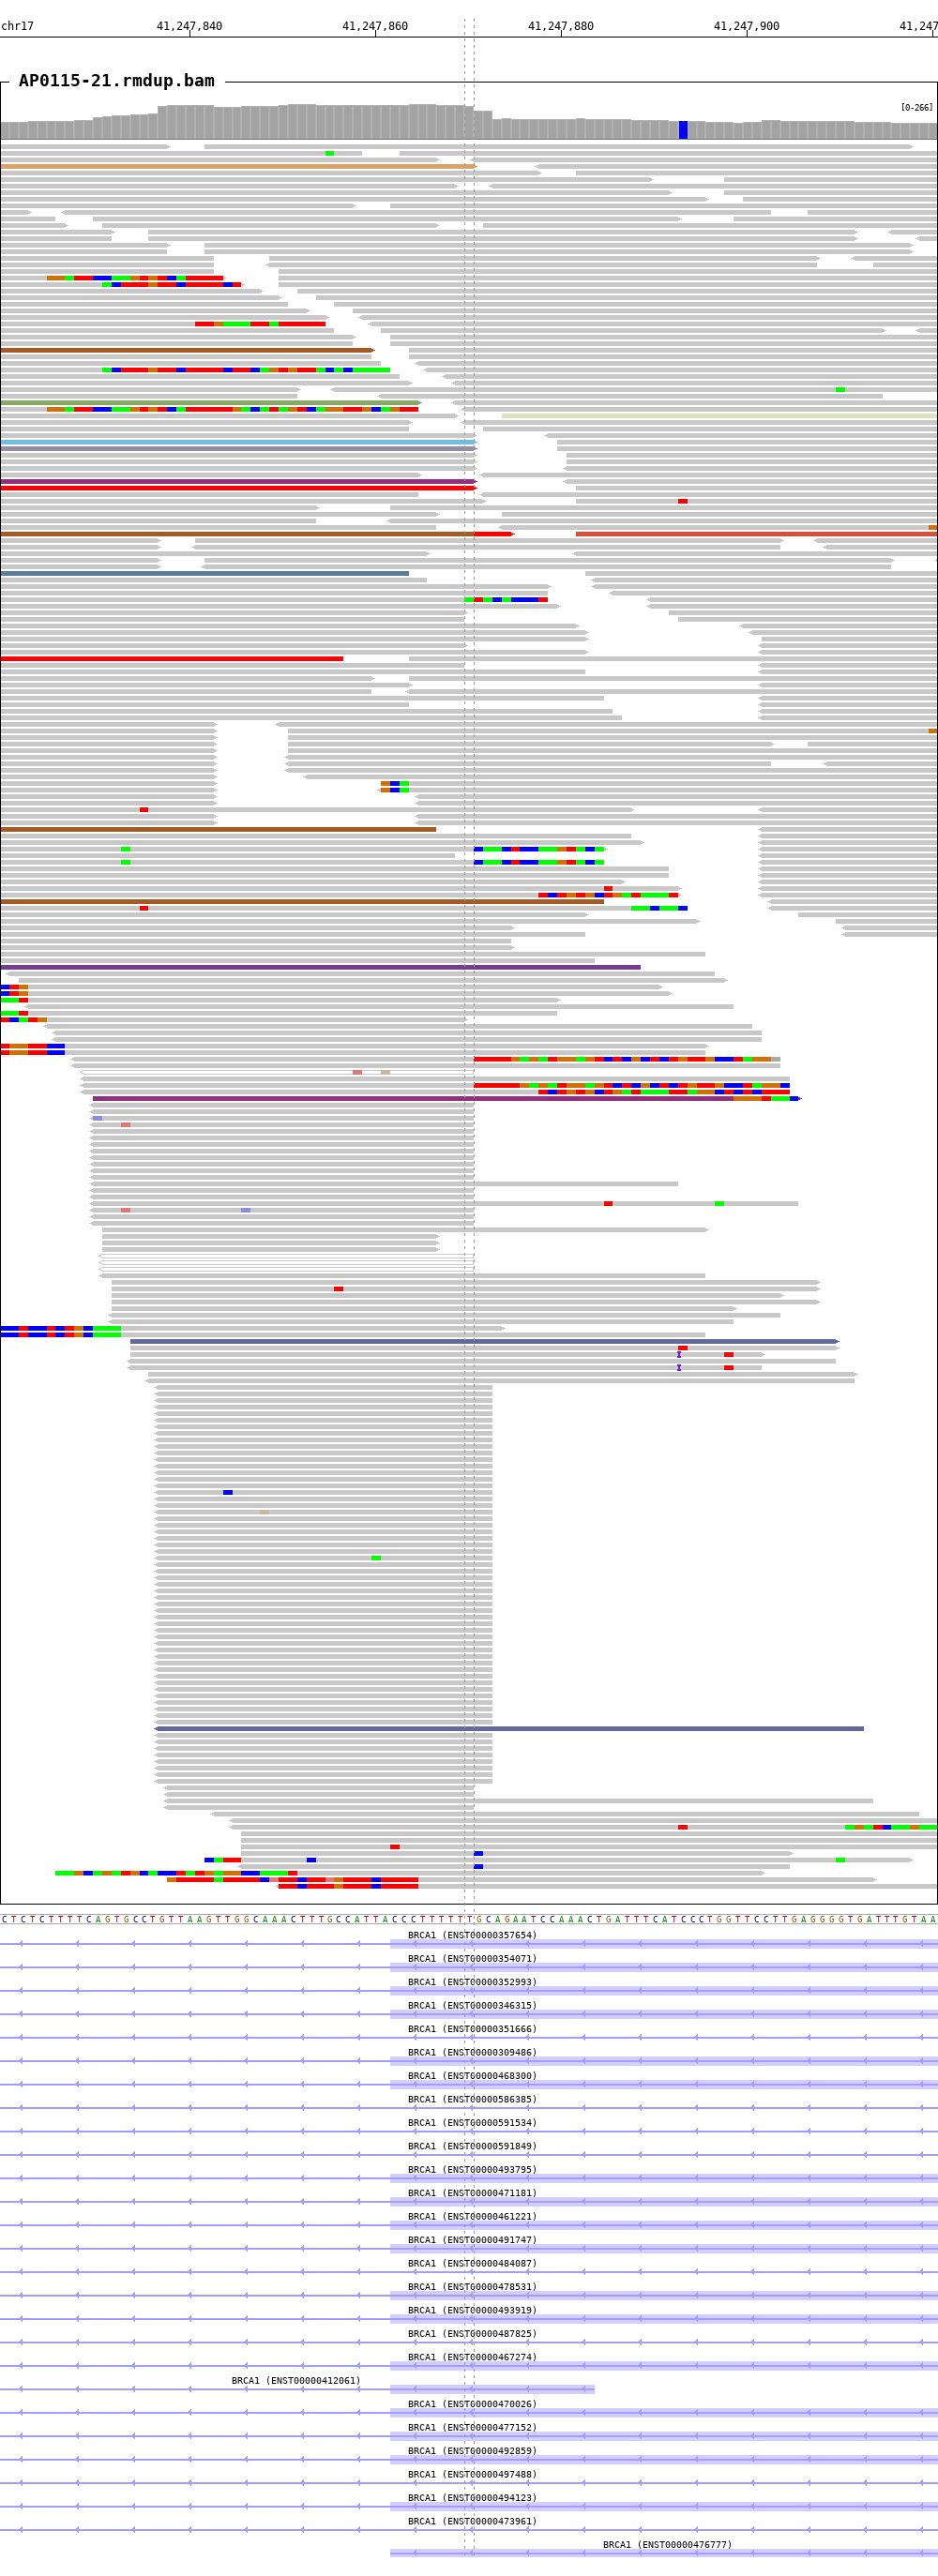 chr17 41,247,840 41,247,860 41,247,880 41,247,900 41,247
AP0115-21.rmdup.bam
[0-266]
CTCTCTTTTCAGTGCCTGTTAAGTTGGCAAACTTTGCCATTACCCTTTTTTGCAGAATCCAAACTGATTTCATCCCTGGTTCCTTGAGGGGTGATTTGTAA
BRCA1 (ENST00000357654)
BRCA1 (ENST00000354071)
BRCA1 (ENST00000352993)
BRCA1 (ENST00000346315)
BRCA1 (ENST00000351666)
BRCA1 (ENST00000309486)
BRCA1 (ENST00000468300)
BRCA1 (ENST00000586385)
BRCA1 (ENST00000591534)
BRCA1 (ENST00000591849)
BRCA1 (ENST00000493795)
BRCA1 (ENST00000471181)
BRCA1 (ENST00000461221)
BRCA1 (ENST00000491747)
BRCA1 (ENST00000484087)
BRCA1 (ENST00000478531)
BRCA1 (ENST00000493919)
BRCA1 (ENST00000487825)
BRCA1 (ENST00000467274)
BRCA1 (ENST00000412061)
BRCA1 (ENST00000470026)
BRCA1 (ENST00000477152)
BRCA1 (ENST00000492859)
BRCA1 (ENST00000497488)
BRCA1 (ENST00000494123)
BRCA1 (ENST00000473961)
BRCA1 (ENST00000476777)